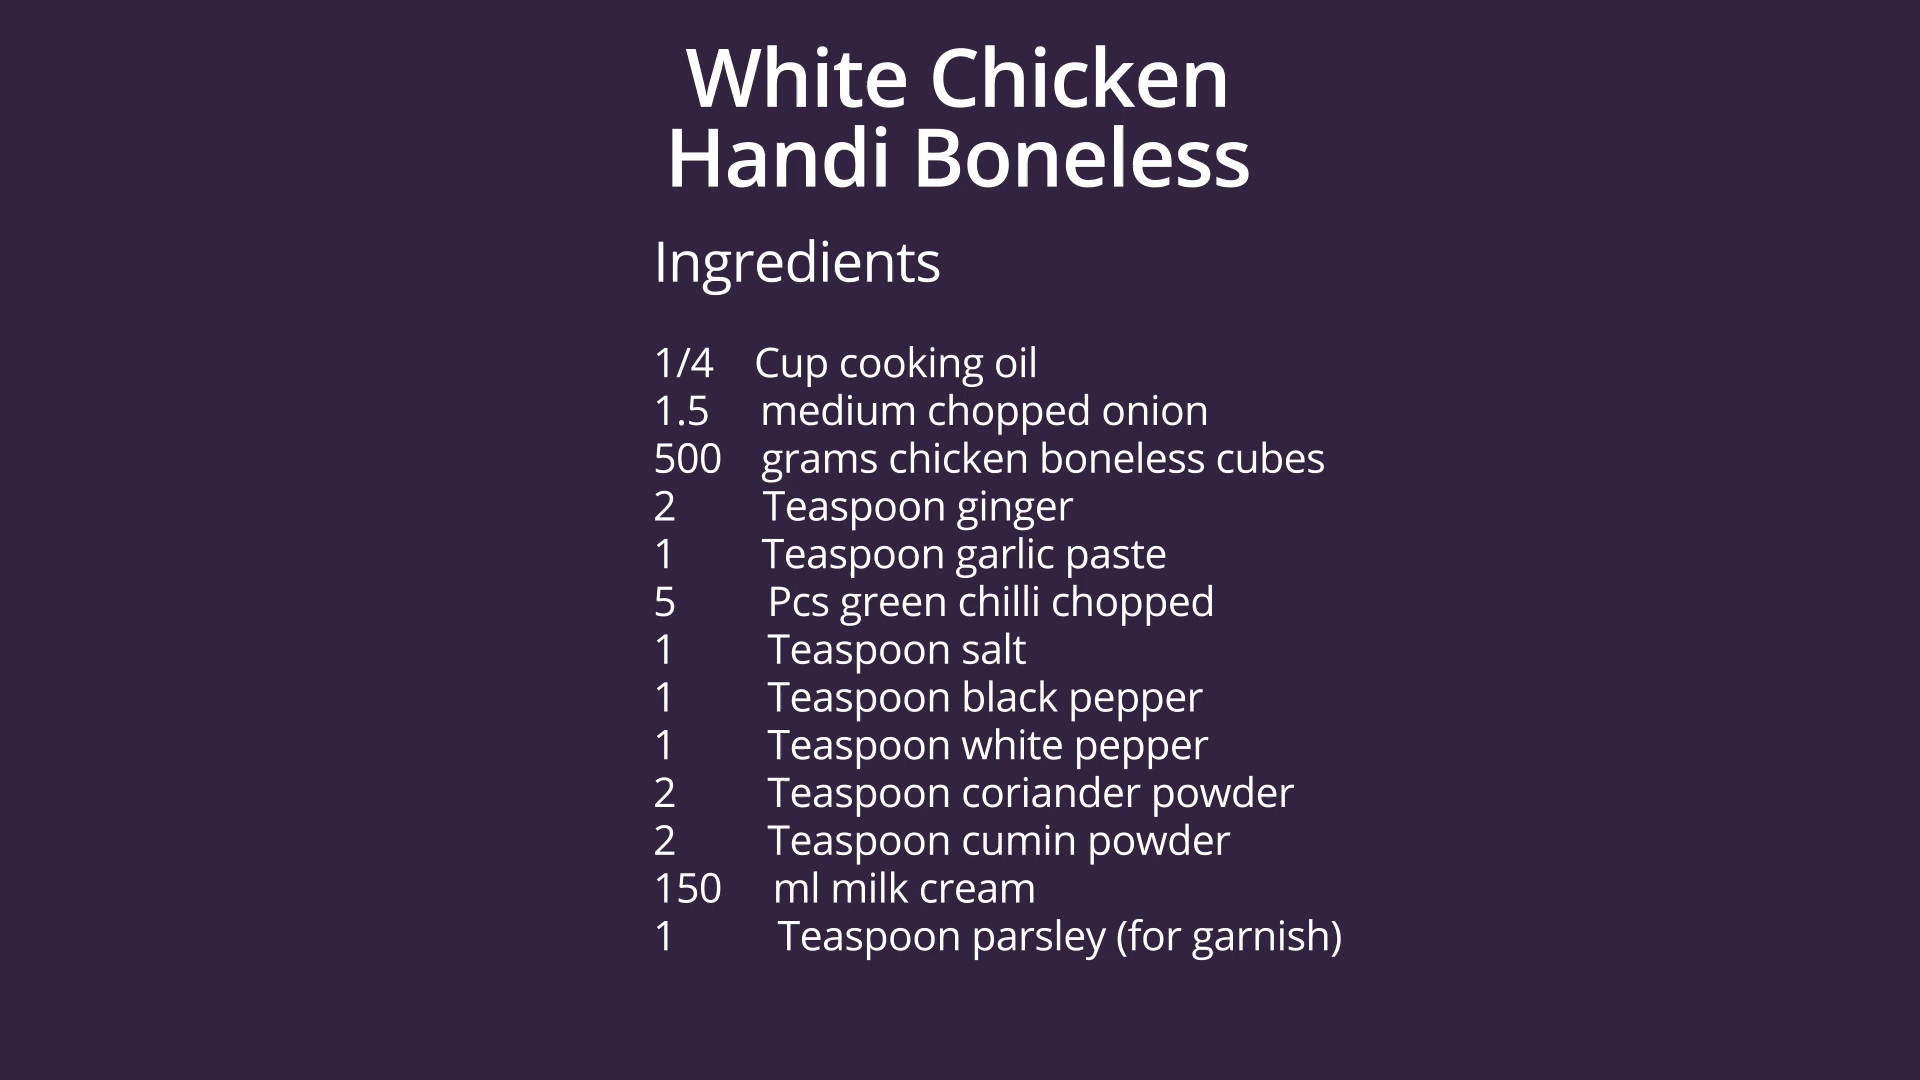 White Chicken
Handi Boneless
Ingredients
1/4 Cup cooking oil
1.5 medium chopped onion
500 grams chicken boneless cubes
2 Teaspoon ginger
1 Teaspoon garlic paste
5 Pcs green chilli chopped
1 Teaspoon salt
1 Teaspoon black pepper
1 Teaspoon white pepper
2 Teaspoon coriander powder
2 Teaspoon cumin powder
150 ml milk cream
1 Teaspoon parsley (for garnish)